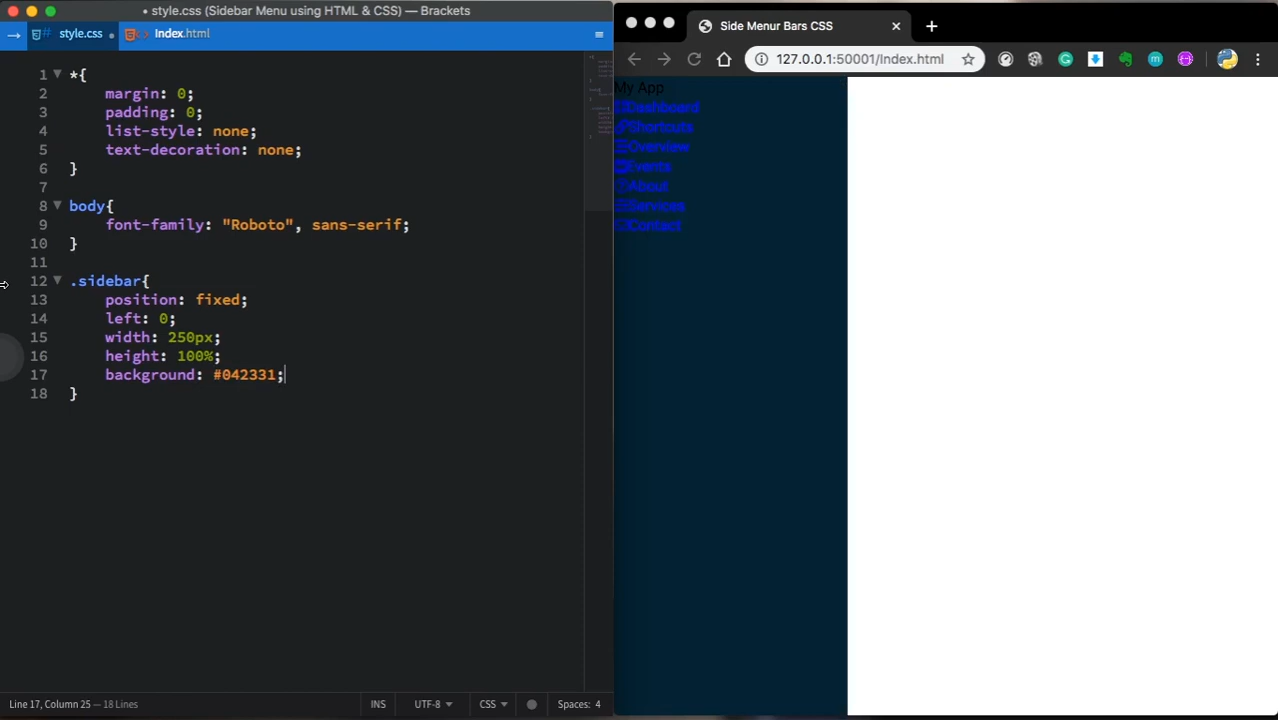 style.css (Sidebar Menu using HTML & CSS) — Brackets
style.css
Index.html
1 *{
2 margin: 0;
3 padding: 0;
4 list-style: none;
5 text-decoration: none;
6 }
7
8 body{
9 font-family: "Roboto", sans-serif;
10 }
11
12 .sidebar{
13 position: fixed;
14 left: 0;
15 width: 250px;
16 height: 100%;
17 background: #042331;
18 }
Line 17, Column 25 — 18 Lines
INS
UTF-8
CSS
Spaces: 4
Side Menur Bars CSS
127.0.0.1:50001/Index.html
My App
Dashboard
Shortcuts
Overview
Events
About
Services
Contact